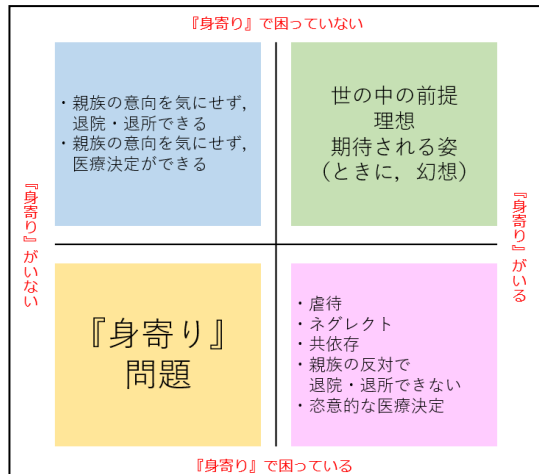 『身寄り』で困っていない
・親族の意向を気にせず,
退院・退所できる
・親族の意向を気にせず,
医療決定ができる
世の中の前提
理想
期待される姿
(ときに，幻想)
『身寄り』がいない
『身寄り』がいる
『身寄り』
問題
・虐待
・ネグレクト
・共依存
・親族の反対で
退院・退所できない
・恣意的な医療決定
『身寄り』で困っている